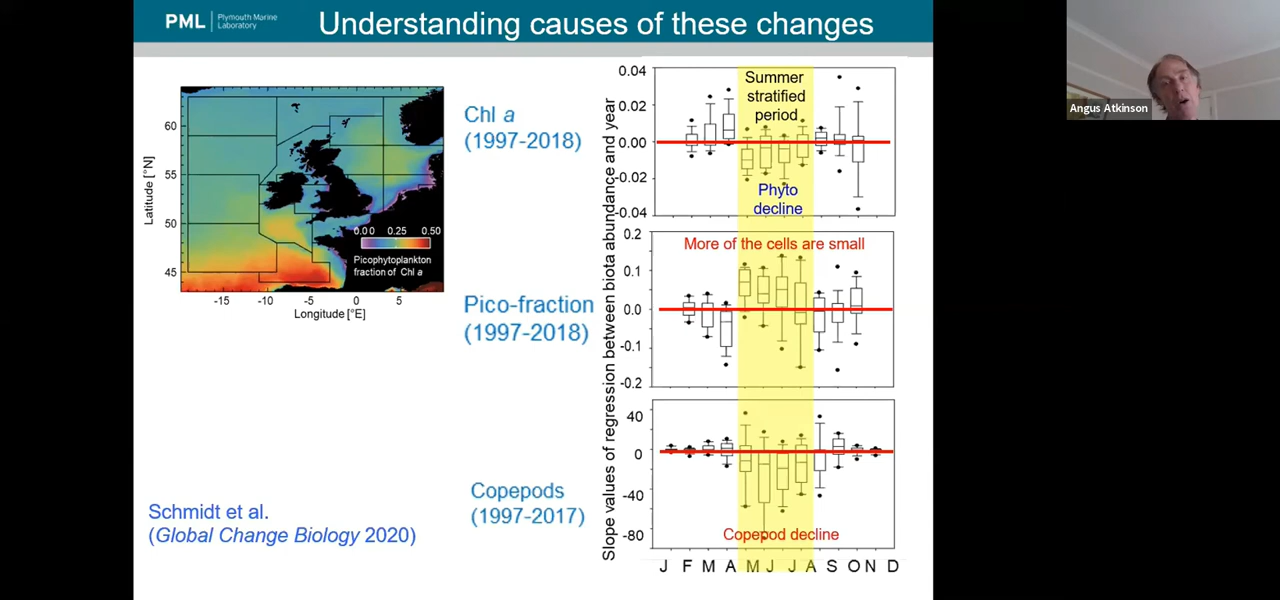 PML
Plymouth Marine
Laboratory
Understanding causes of these changes
Angus Atkinson
60
55
50
45
Latitude [°N]
-15
-10
-5
0
5
Longitude [°E]
0.00
0.25
0.50
Picophytoplankton
fraction of Chl a
Chl a
(1997-2018)
Pico-fraction
(1997-2018)
Copepods
(1997-2017)
Schmidt et al.
(Global Change Biology 2020)
Slope values of regression between biota abundance and year
0.04
0.02
0.00
-0.02
-0.04
Summer
stratified
period
Phyto
decline
0.2
0.1
0.0
-0.1
-0.2
More of the cells are small
40
0
-40
-80
Copepod decline
J F M A M J J A S O N D